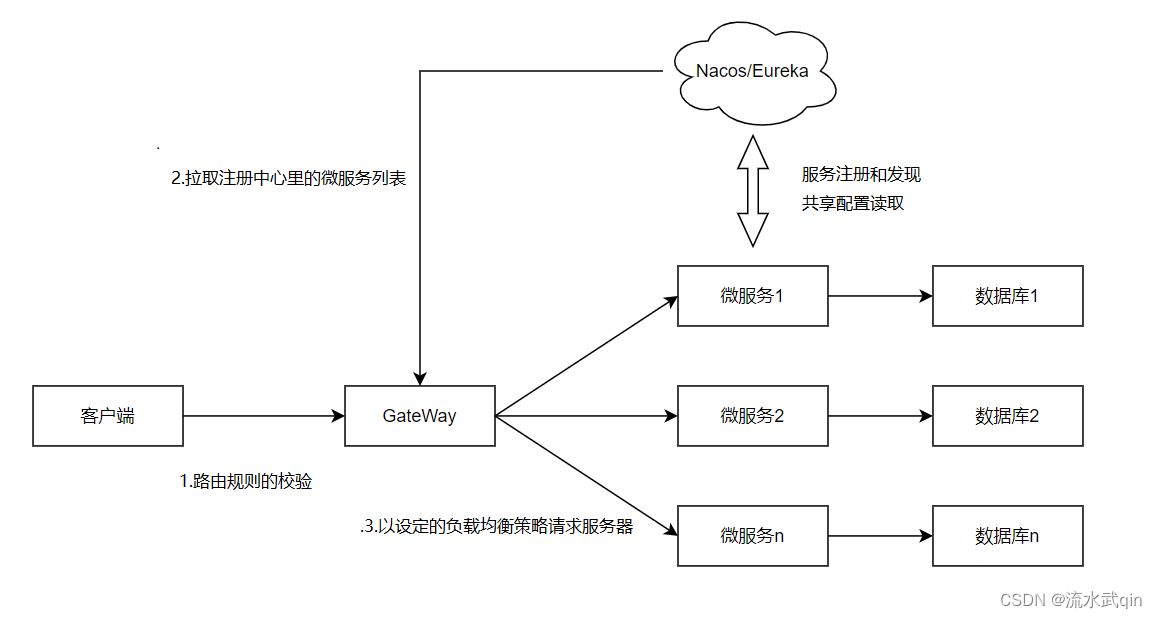 Nacos/Eureka
2.拉取注册中心里的微服务列表
服务注册和发现
共享配置读取
微服务1
数据库1
客户端
GateWay
微服务2
数据库2
1.路由规则的校验
.3.以设定的负载均衡策略请求服务器
微服务n
数据库n
CSDN @流水武qin